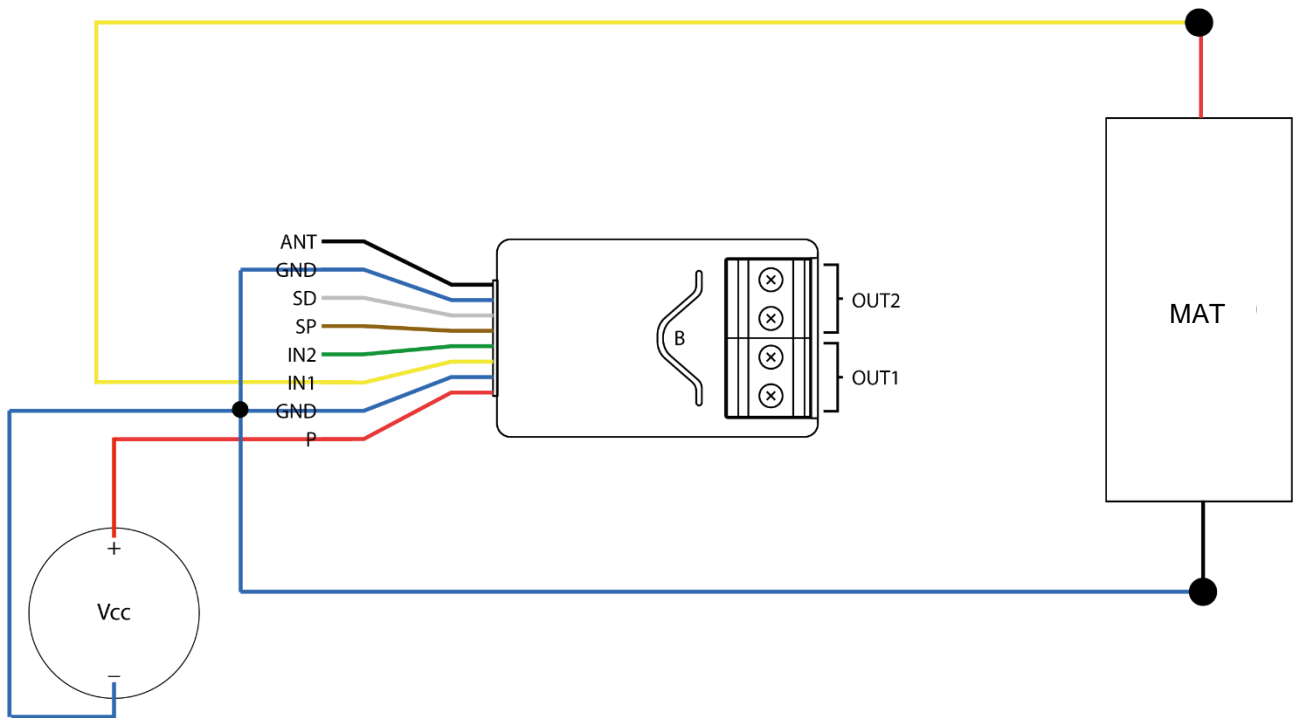 ANT
GND
SD
SP
IN2
IN1
GND
P
B
OUT2
OUT1
MAT
+
Vcc
–